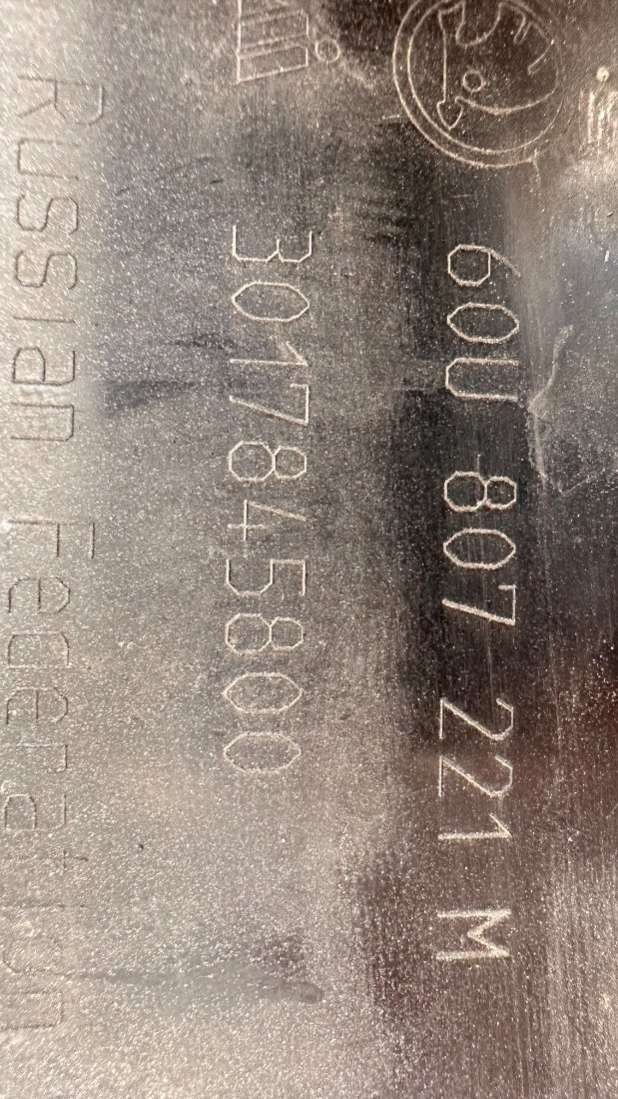 60U 807 221 M
3017845800
Russian Federation